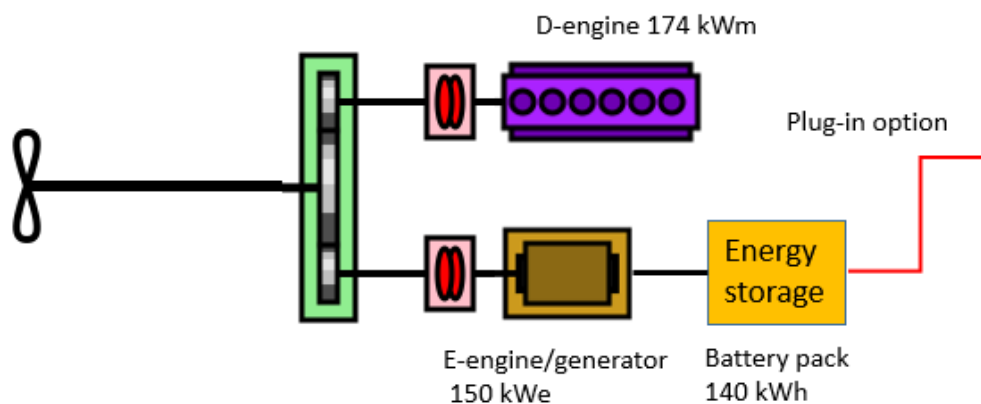 D-engine 174 kWm
Plug-in option
Energy
storage
E-engine/generator
150 kWe
Battery pack
140 kWh